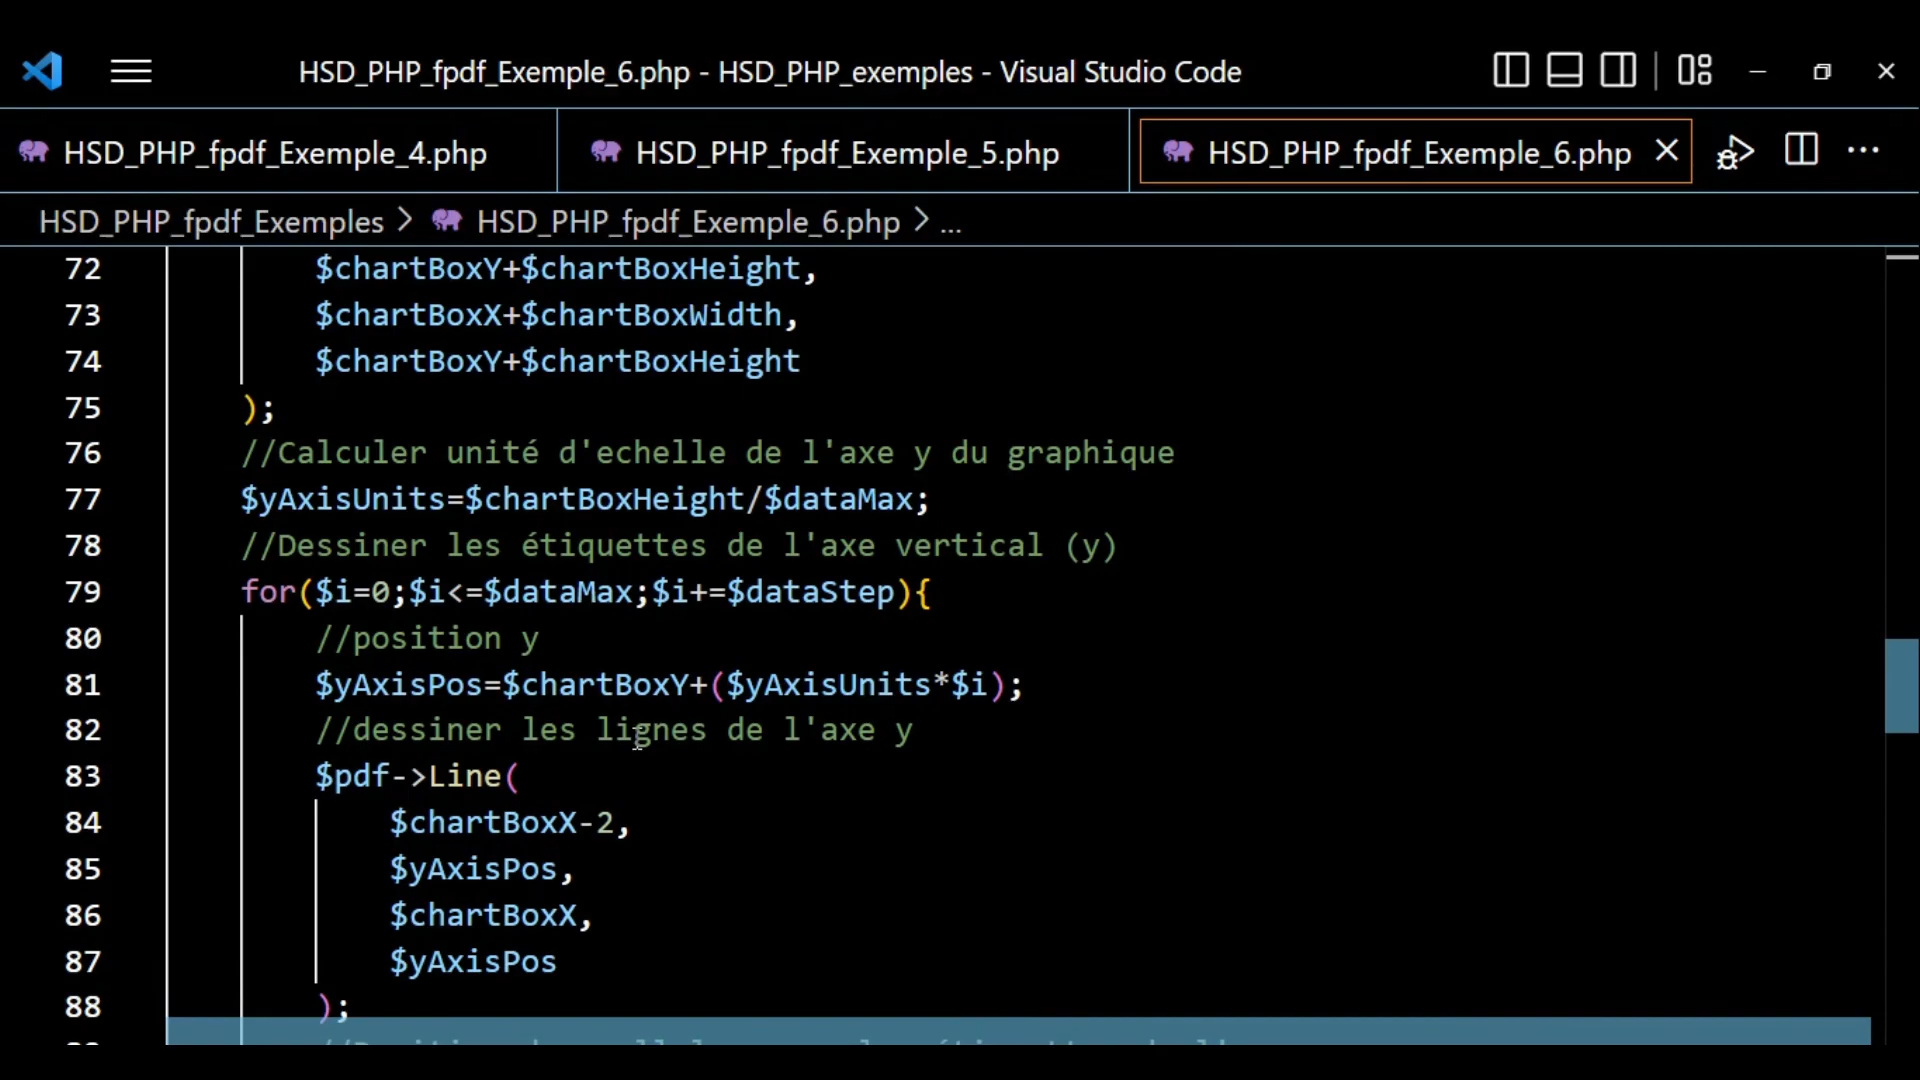 HSD_PHP_fpdf_Exemple_6.php - HSD_PHP_exemples - Visual Studio Code
HSD_PHP_fpdf_Exemple_4.php
HSD_PHP_fpdf_Exemple_5.php
HSD_PHP_fpdf_Exemple_6.php
HSD_PHP_fpdf_Exemples > HSD_PHP_fpdf_Exemple_6.php > ...
72 $chartBoxY+$chartBoxHeight,
73 $chartBoxX+$chartBoxWidth,
74 $chartBoxY+$chartBoxHeight
75 );
76 //Calculer unité d'echelle de l'axe y du graphique
77 $yAxisUnits=$chartBoxHeight/$dataMax;
78 //Dessiner les étiquettes de l'axe vertical (y)
79 for($i=0;$i<=$dataMax;$i+=$dataStep){
80 //position y
81 $yAxisPos=$chartBoxY+($yAxisUnits*$i);
82 //dessiner les lignes de l'axe y
83 $pdf->Line(
84 $chartBoxX-2,
85 $yAxisPos,
86 $chartBoxX,
87 $yAxisPos
88 );